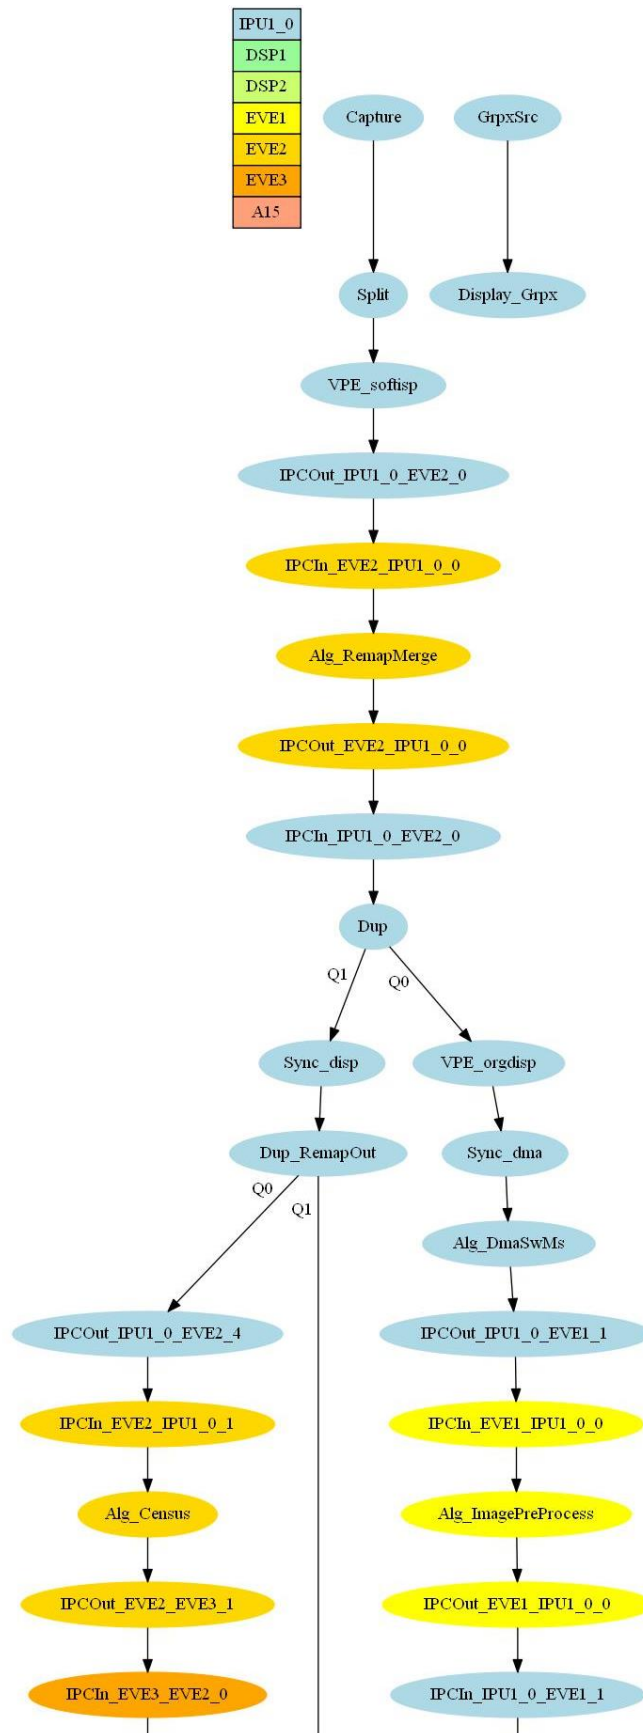 IPU1_0
DSP1
DSP2
EVE1
EVE2
EVE3
A15
Capture
GrpxSrc
Split
Display_Grpx
VPE_softisp
IPCOut_IPU1_0_EVE2_0
IPCIn_EVE2_IPU1_0_0
Alg_RemapMerge
IPCOut_EVE2_IPU1_0_0
IPCIn_IPU1_0_EVE2_0
Dup
Q1
Q0
Sync_disp
VPE_orgdisp
Dup_RemapOut
Sync_dma
Q0
Q1
Alg_DmaSwMs
IPCOut_IPU1_0_EVE2_4
IPCOut_IPU1_0_EVE1_1
IPCIn_EVE2_IPU1_0_1
IPCIn_EVE1_IPU1_0_0
Alg_Census
Alg_ImagePreProcess
IPCOut_EVE2_EVE3_1
IPCOut_EVE1_IPU1_0_0
IPCIn_EVE3_EVE2_0
IPCIn_IPU1_0_EVE1_1